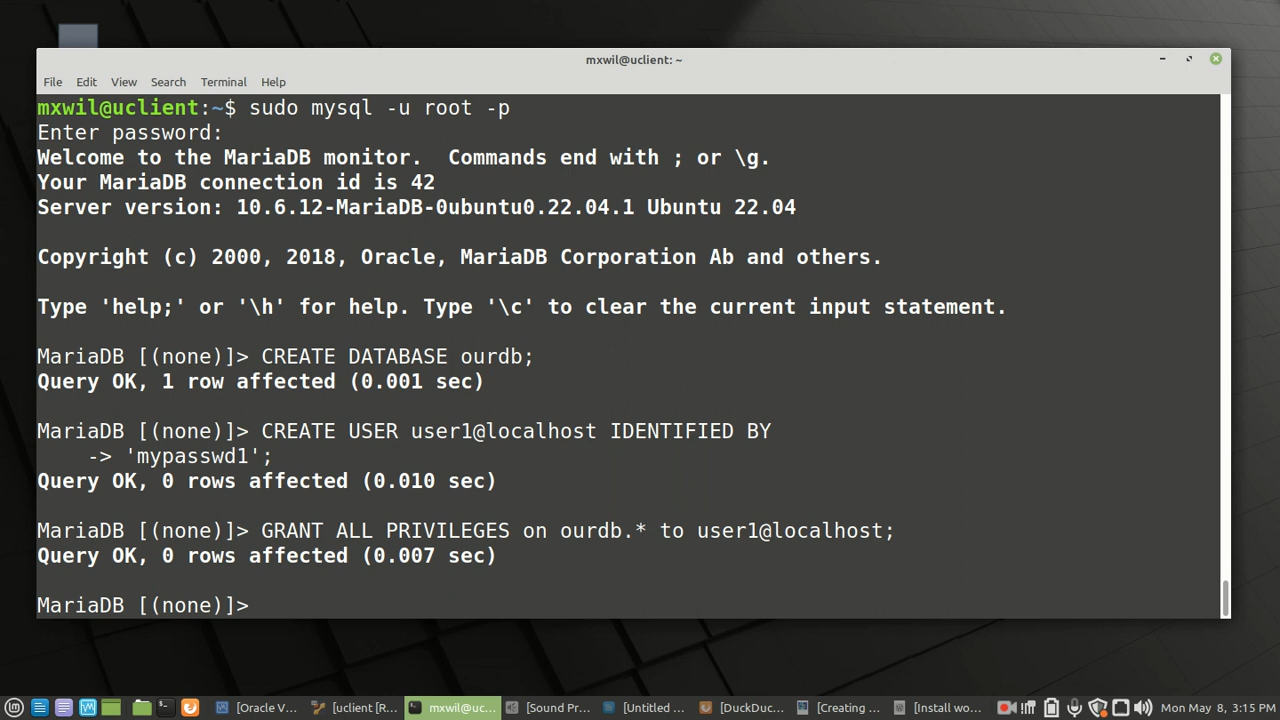 mxwil@uclient: ~
File Edit View Search Terminal Help
mxwil@uclient:~$ sudo mysql -u root -p
Enter password:
Welcome to the MariaDB monitor.  Commands end with ; or \g.
Your MariaDB connection id is 42
Server version: 10.6.12-MariaDB-0ubuntu0.22.04.1 Ubuntu 22.04
Copyright (c) 2000, 2018, Oracle, MariaDB Corporation Ab and others.
Type 'help;' or '\h' for help. Type '\c' to clear the current input statement.
MariaDB [(none)]> CREATE DATABASE ourdb;
Query OK, 1 row affected (0.001 sec)
MariaDB [(none)]> CREATE USER user1@localhost IDENTIFIED BY
    -> 'mypasswd1';
Query OK, 0 rows affected (0.010 sec)
MariaDB [(none)]> GRANT ALL PRIVILEGES on ourdb.* to user1@localhost;
Query OK, 0 rows affected (0.007 sec)
MariaDB [(none)]>
[Oracle V... [uclient [R... mxwil@uc... [Sound Pr... [Untitled ... [DuckDuc... [Creating ... [Install wo... Mon May 8, 3:15 PM